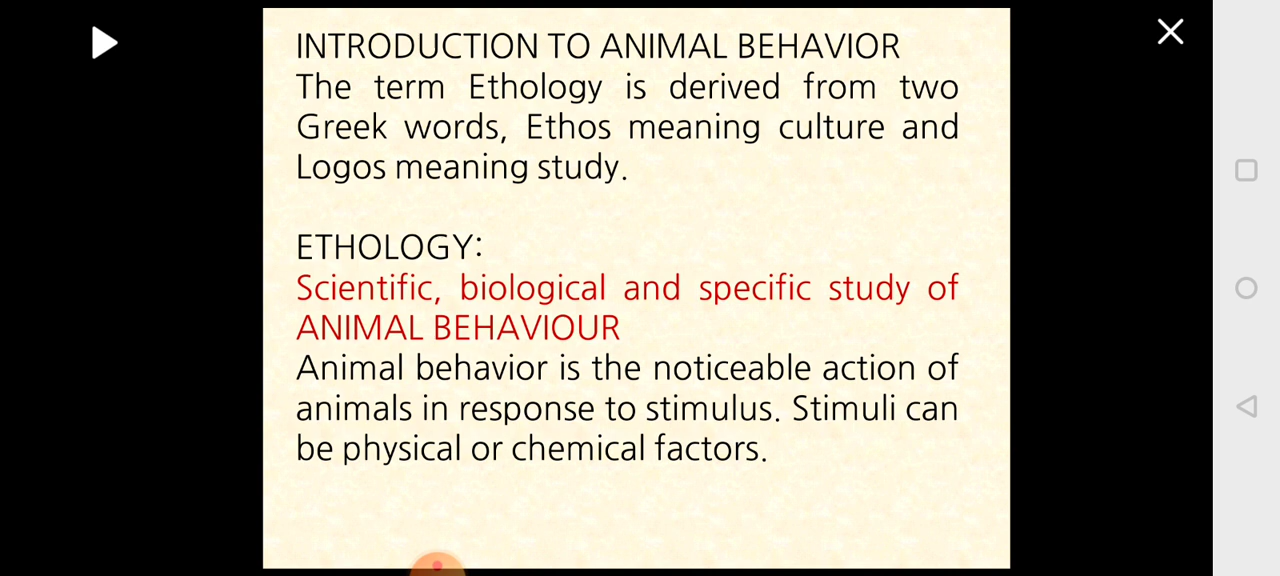 INTRODUCTION TO ANIMAL BEHAVIOR
The term Ethology is derived from two
Greek words, Ethos meaning culture and
Logos meaning study.
ETHOLOGY:
Scientific, biological and specific study of
ANIMAL BEHAVIOUR
Animal behavior is the noticeable action of
animals in response to stimulus. Stimuli can
be physical or chemical factors.